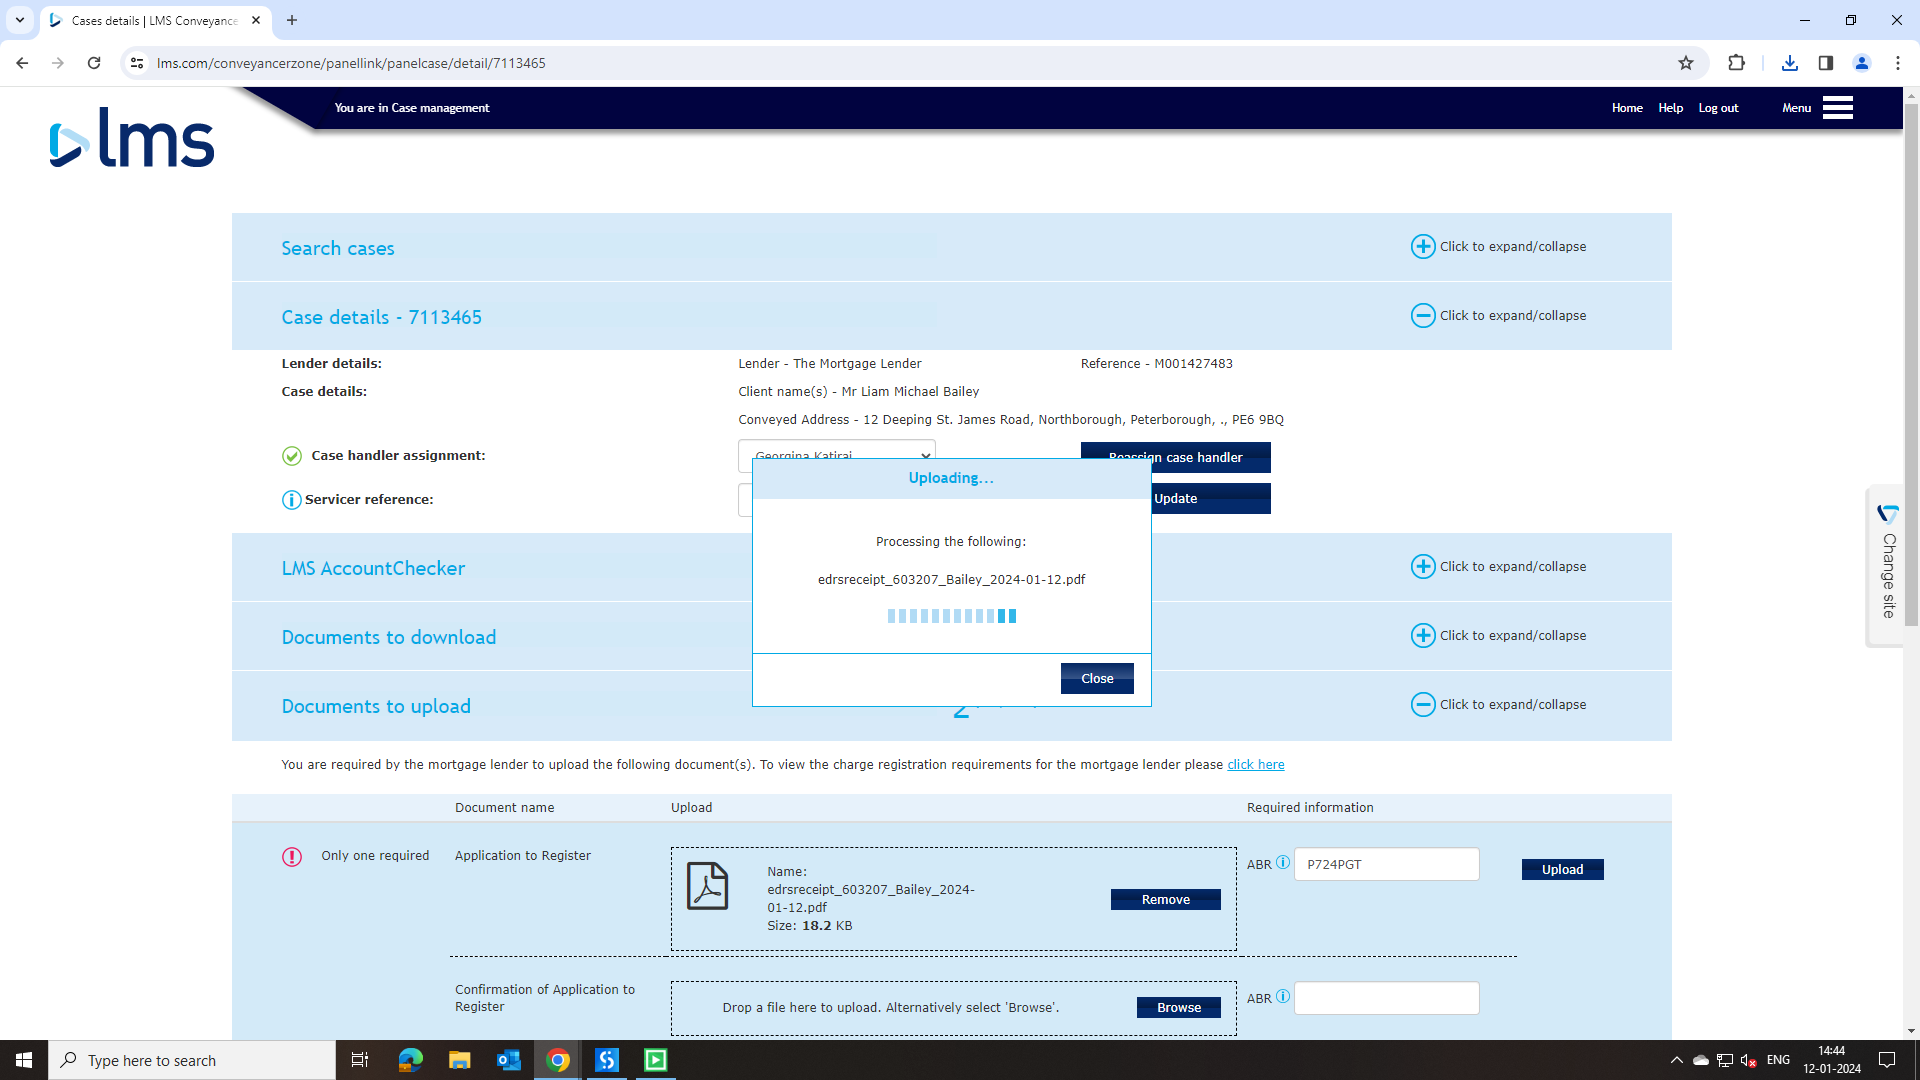 Cases details | LMS Conveyance
lms.com/conveyancerzone/panellink/panelcase/detail/7113465
You are in Case management
Home
Help
Log out
Menu
lms
Search cases
Click to expand/collapse
Case details - 7113465
Click to expand/collapse
Lender details:
Lender - The Mortgage Lender
Reference - M001427483
Case details:
Client name(s) - Mr Liam Michael Bailey
Conveyed Address - 12 Deeping St. James Road, Northborough, Peterborough, ., PE6 9BQ
Case handler assignment:
Georgina Katirai
Reassign case handler
Servicer reference:
Update
Uploading...
Processing the following:
edrsreceipt_603207_Bailey_2024-01-12.pdf
Close
Change site
LMS AccountChecker
Click to expand/collapse
Documents to download
Click to expand/collapse
Documents to upload
2
Click to expand/collapse
You are required by the mortgage lender to upload the following document(s). To view the charge registration requirements for the mortgage lender please click here
Document name
Upload
Required information
Only one required
Application to Register
Name:
edrsreceipt_603207_Bailey_2024-
01-12.pdf
Size: 18.2 KB
Remove
ABR
P724PGT
Upload
Confirmation of Application to
Register
Drop a file here to upload. Alternatively select 'Browse'.
Browse
ABR
Type here to search
ENG
14:44
12-01-2024